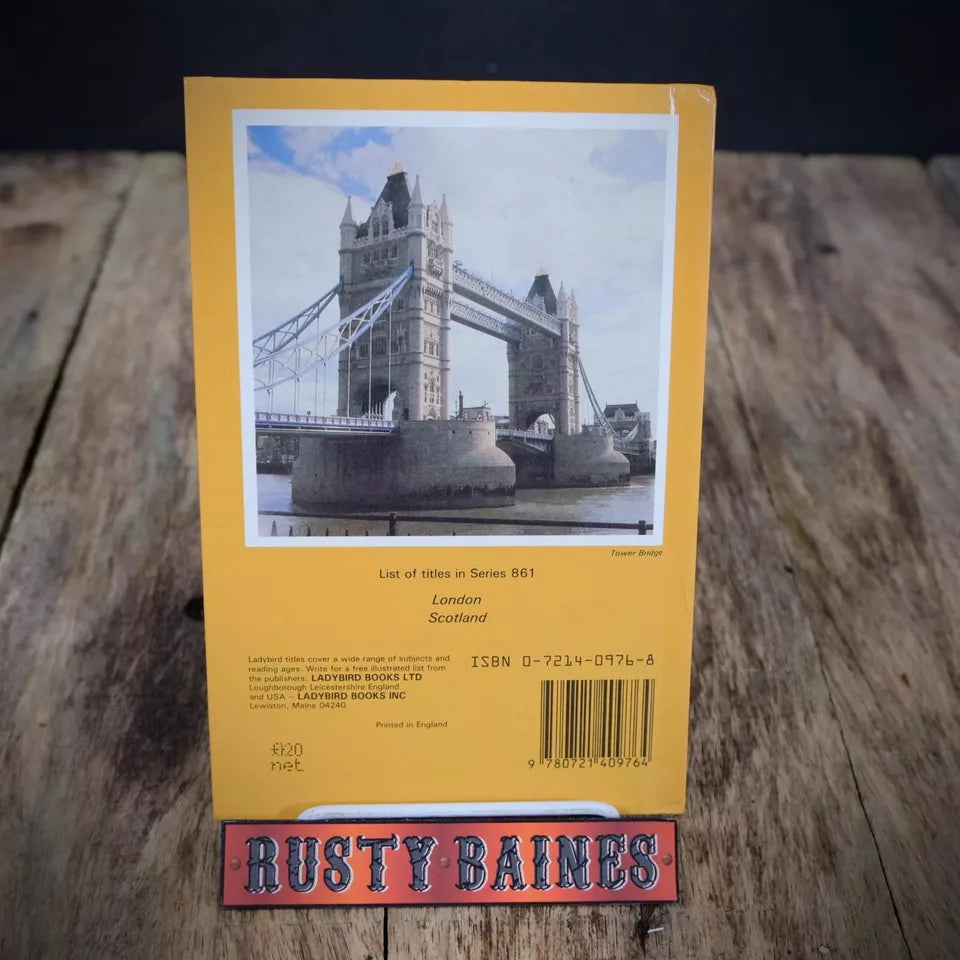 Tower Bridge
List of titles in Series 861
London
Scotland
Ladybird titles cover a wide range of subjects and
reading ages. Write for a free illustrated list from
the publishers: LADYBIRD BOOKS LTD
Loughborough Leicestershire England
and USA – LADYBIRD BOOKS INC
Lewiston, Maine 04240
Printed in England
£1.20
net
ISBN 0-7214-0976-8
9 780721 409764
RUSTY BAINES